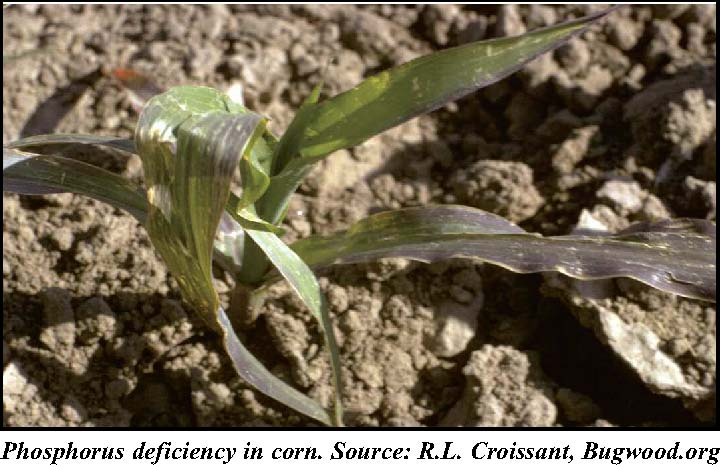 Phosphorus deficiency in corn. Source: R.L. Croissant, Bugwood.org